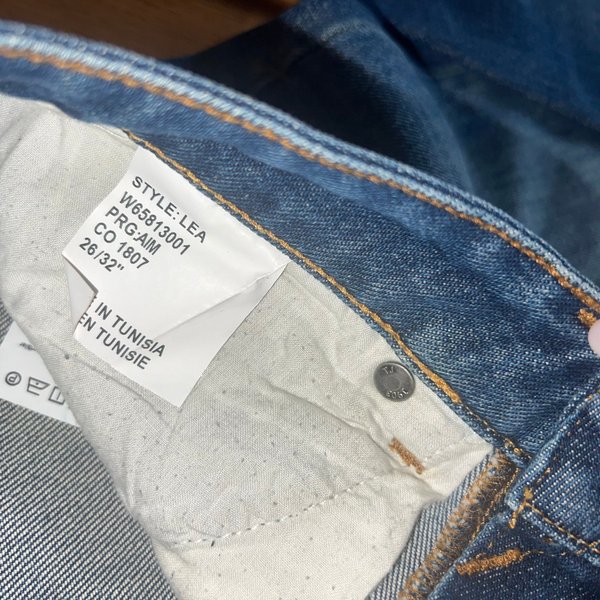 STYLE: LEA
W65813001
PRG:AIM
CO 1807
26/32"
IN TUNISIA
EN TUNISIE